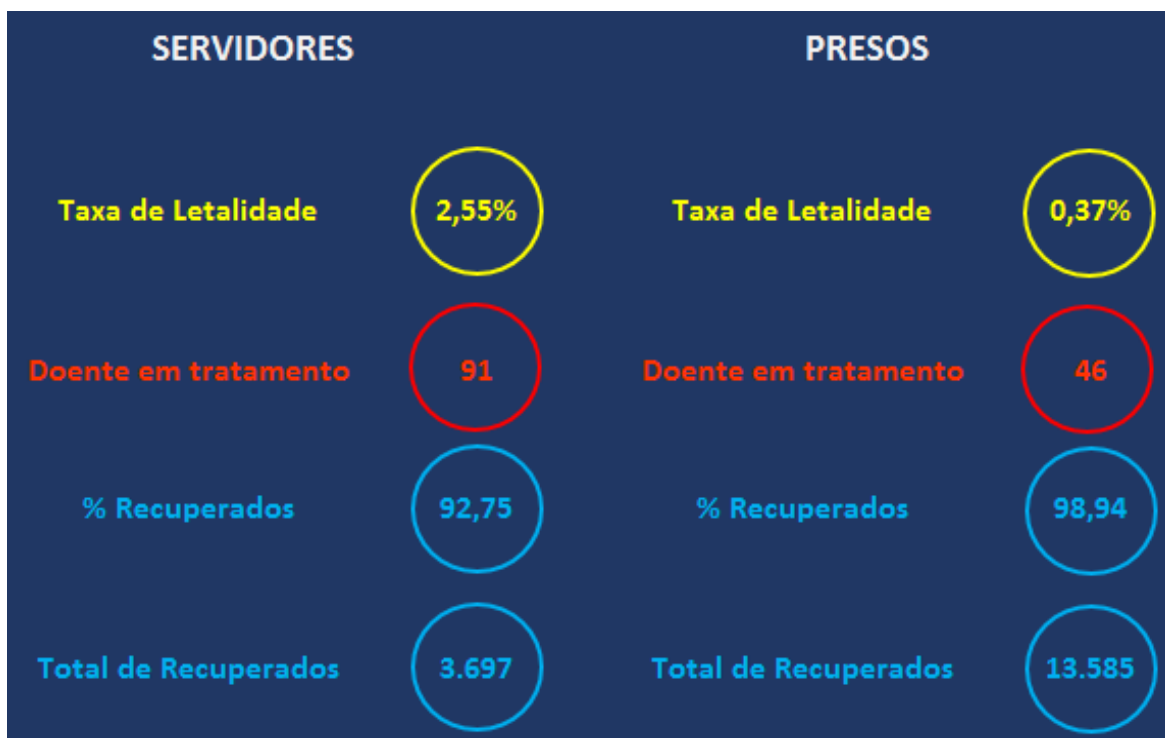 SERVIDORES
PRESOS
Taxa de Letalidade
2,55%
Taxa de Letalidade
0,37%
Doente em tratamento
91
Doente em tratamento
46
% Recuperados
92,75
% Recuperados
98,94
Total de Recuperados
3.697
Total de Recuperados
13.585